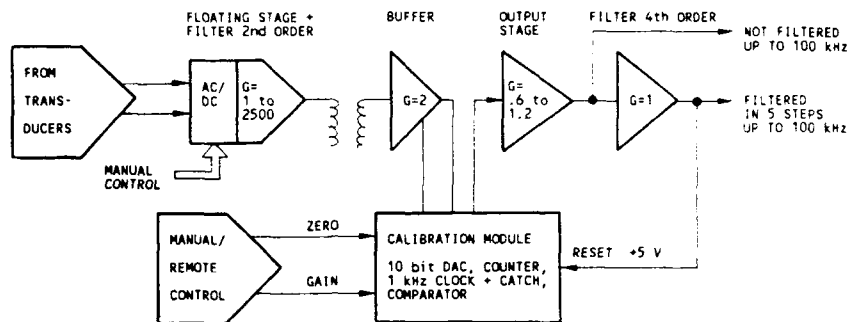 FLOATING STAGE +
FILTER 2nd ORDER
BUFFER
OUTPUT
STAGE
FILTER 4th ORDER
NOT FILTERED
UP TO 100 kHz
FROM
TRANS-
DUCERS
AC/
DC
G=
1 to
2500
G=2
G=
.6 to
1.2
G=1
FILTERED
IN 5 STEPS
UP TO 100 kHz
MANUAL
CONTROL
MANUAL/
REMOTE
CONTROL
ZERO
GAIN
CALIBRATION MODULE
10 bit DAC, COUNTER,
1 kHz CLOCK + CATCH,
COMPARATOR
RESET +5 V